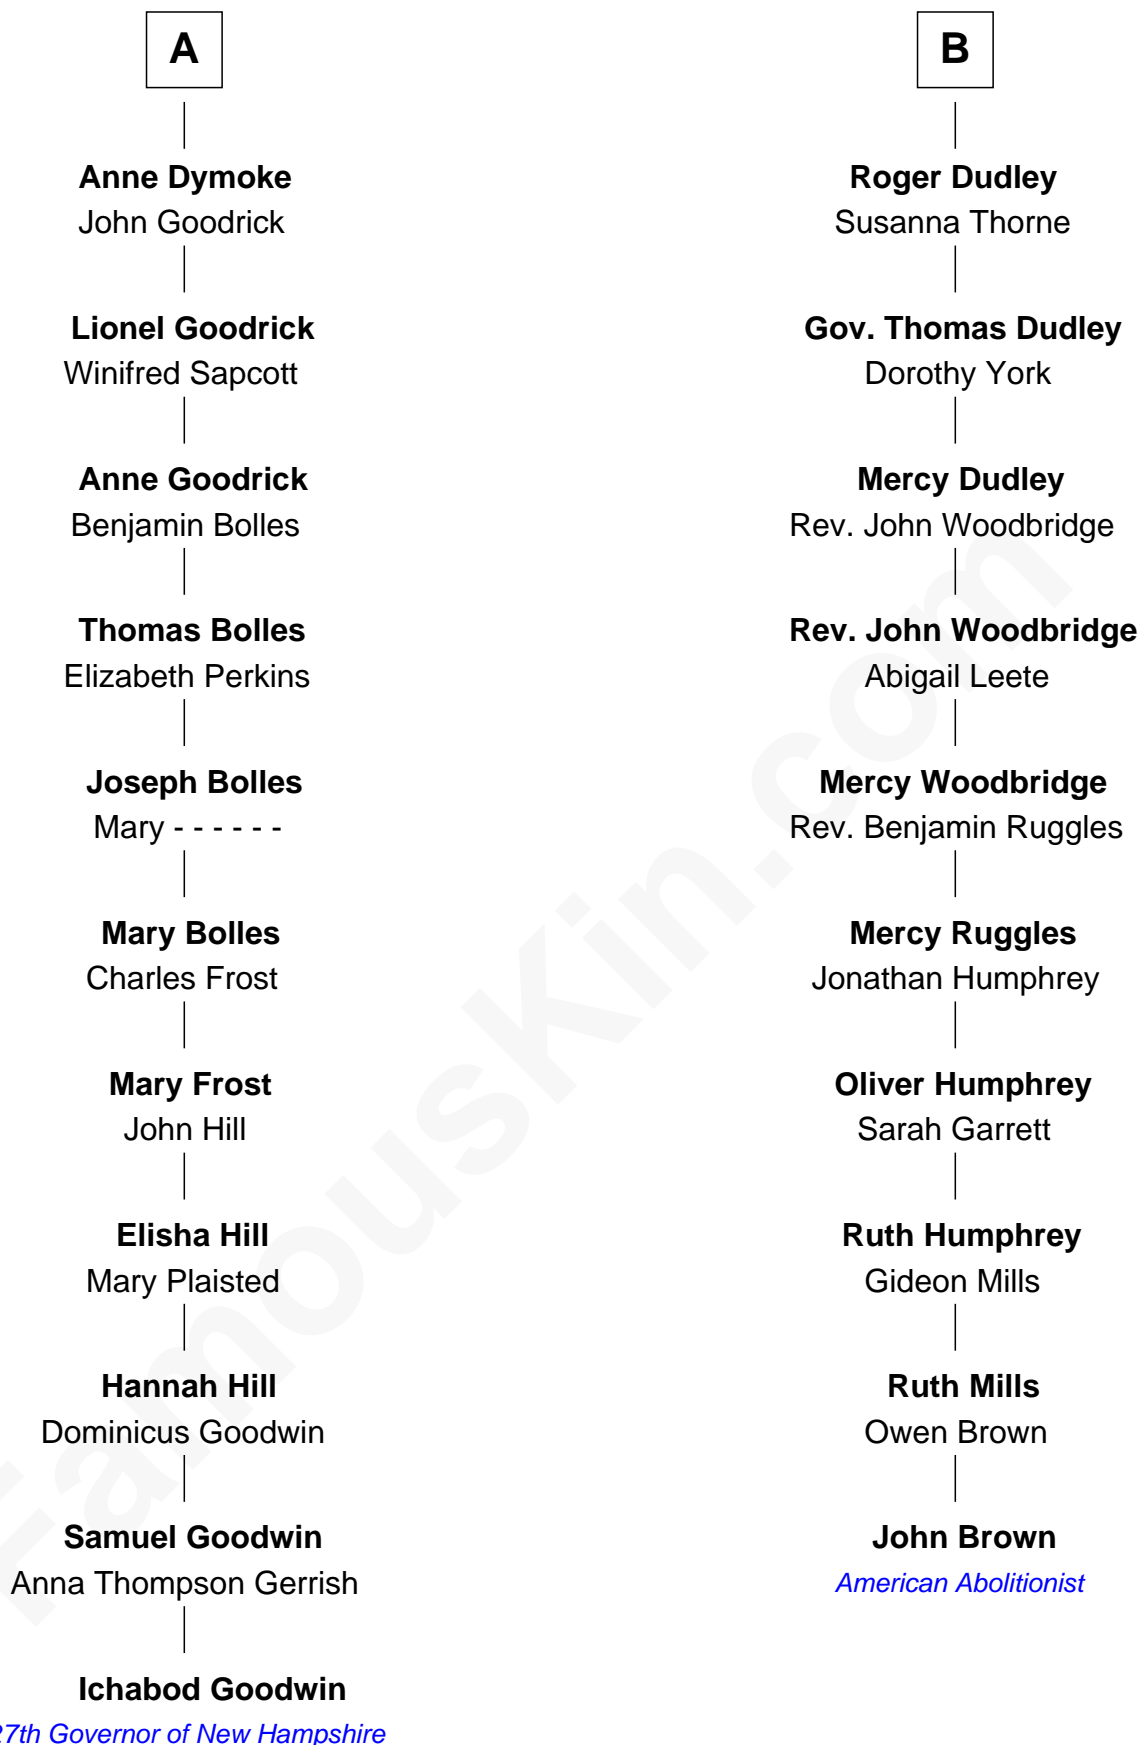 A
Anne Dymoke
John Goodrick
Lionel Goodrick
Winifred Sapcott
Anne Goodrick
Benjamin Bolles
Thomas Bolles
Elizabeth Perkins
Joseph Bolles
Mary - - - - - -
Mary Bolles
Charles Frost
Mary Frost
John Hill
Elisha Hill
Mary Plaisted
Hannah Hill
Dominicus Goodwin
Samuel Goodwin
Anna Thompson Gerrish
Ichabod Goodwin
27th Governor of New Hampshire
B
Roger Dudley
Susanna Thorne
Gov. Thomas Dudley
Dorothy York
Mercy Dudley
Rev. John Woodbridge
Rev. John Woodbridge
Abigail Leete
Mercy Woodbridge
Rev. Benjamin Ruggles
Mercy Ruggles
Jonathan Humphrey
Oliver Humphrey
Sarah Garrett
Ruth Humphrey
Gideon Mills
Ruth Mills
Owen Brown
John Brown
American Abolitionist
FamousKin.com